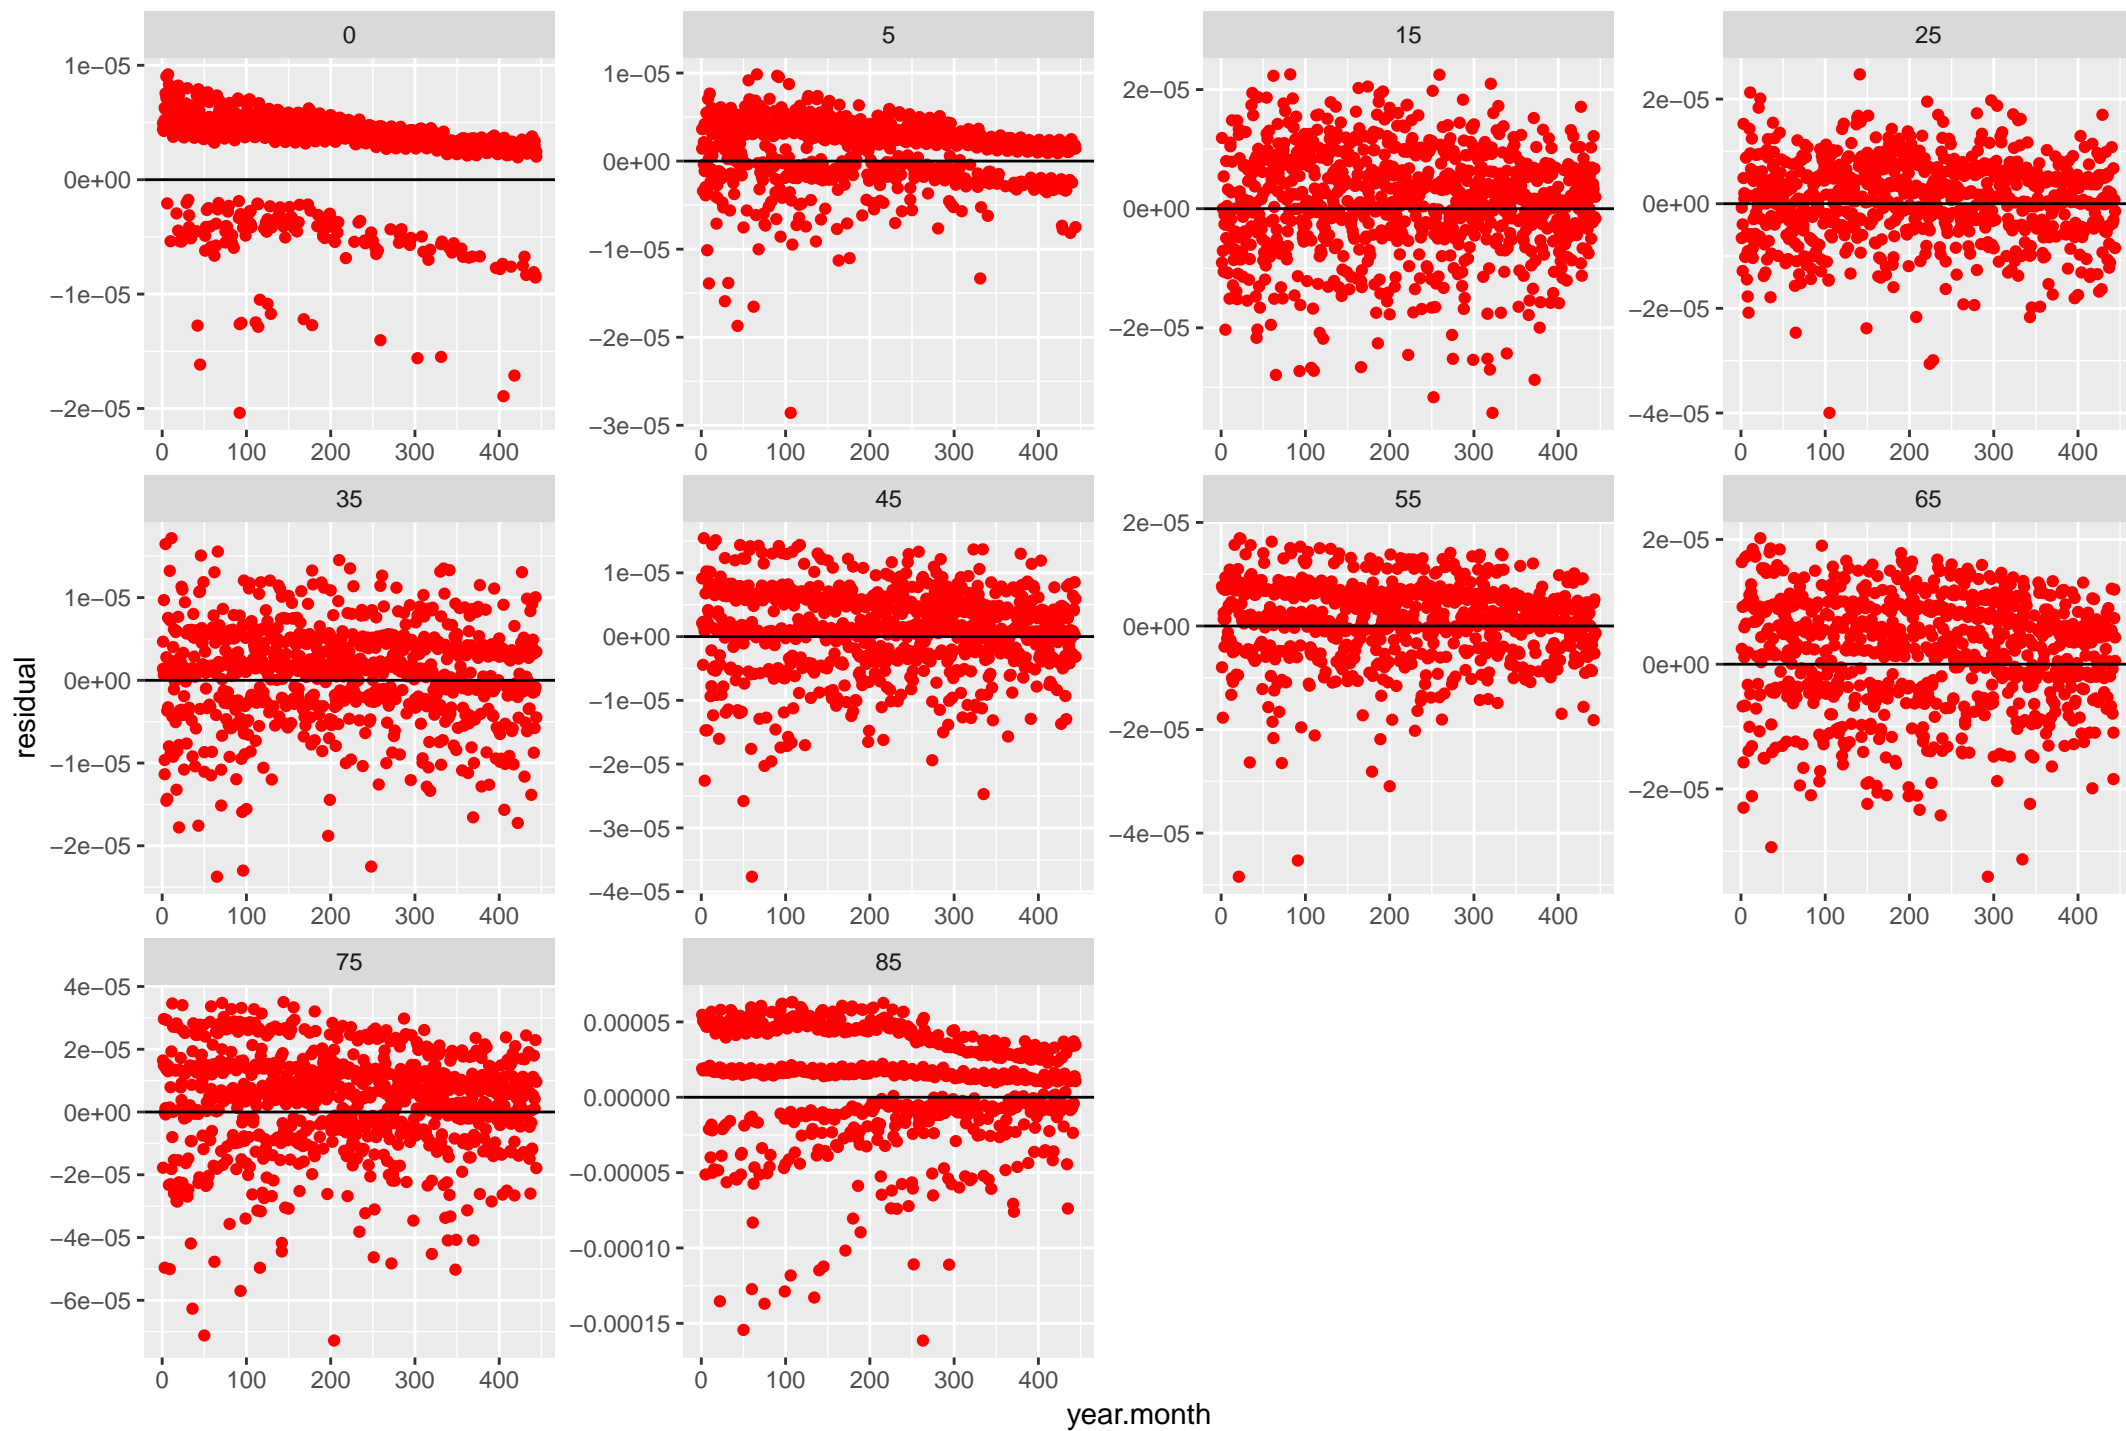 0 5 15 25
1e−05 1e−05 2e−05 2e−05
0e+00 0e+00 0e+00 0e+00
−1e−05 −1e−05 −2e−05 −2e−05
−2e−05 −2e−05 −4e−05
−3e−05
0 100 200 300 400 0 100 200 300 400 0 100 200 300 400 0 100 200 300 400
35 45 55 65
1e−05 1e−05 2e−05 2e−05
0e+00 0e+00 0e+00 0e+00
−1e−05 −1e−05 −2e−05 −2e−05
−2e−05 −2e−05 −4e−05
−3e−05
−4e−05
0 100 200 300 400 0 100 200 300 400 0 100 200 300 400 0 100 200 300 400
residual
75 85
4e−05 0.00005
2e−05 0.00000
0e+00 −0.00005
−2e−05 −0.00010
−4e−05 −0.00015
−6e−05
0 100 200 300 400 0 100 200 300 400
year.month